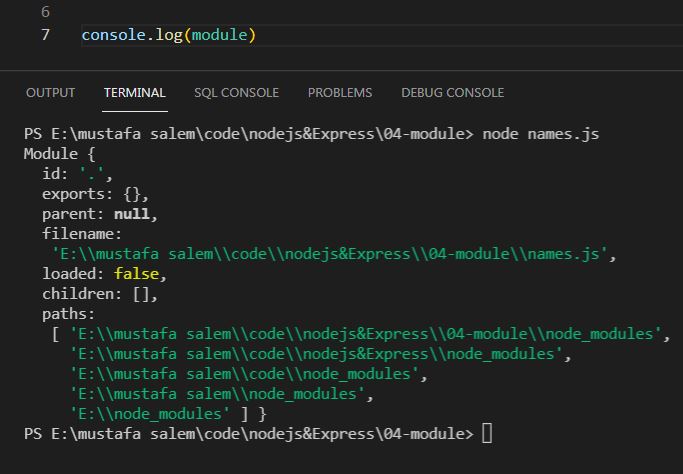 6
7 console.log(module)
OUTPUT TERMINAL SQL CONSOLE PROBLEMS DEBUG CONSOLE
PS E:\mustafa salem\code\nodejs&Express\04-module> node names.js
Module {
  id: '.',
  exports: {},
  parent: null,
  filename:
   'E:\\mustafa salem\\code\\nodejs&Express\\04-module\\names.js',
  loaded: false,
  children: [],
  paths:
   [ 'E:\\mustafa salem\\code\\nodejs&Express\\04-module\\node_modules',
     'E:\\mustafa salem\\code\\nodejs&Express\\node_modules',
     'E:\\mustafa salem\\code\\node_modules',
     'E:\\mustafa salem\\node_modules',
     'E:\\node_modules' ] }
PS E:\mustafa salem\code\nodejs&Express\04-module>